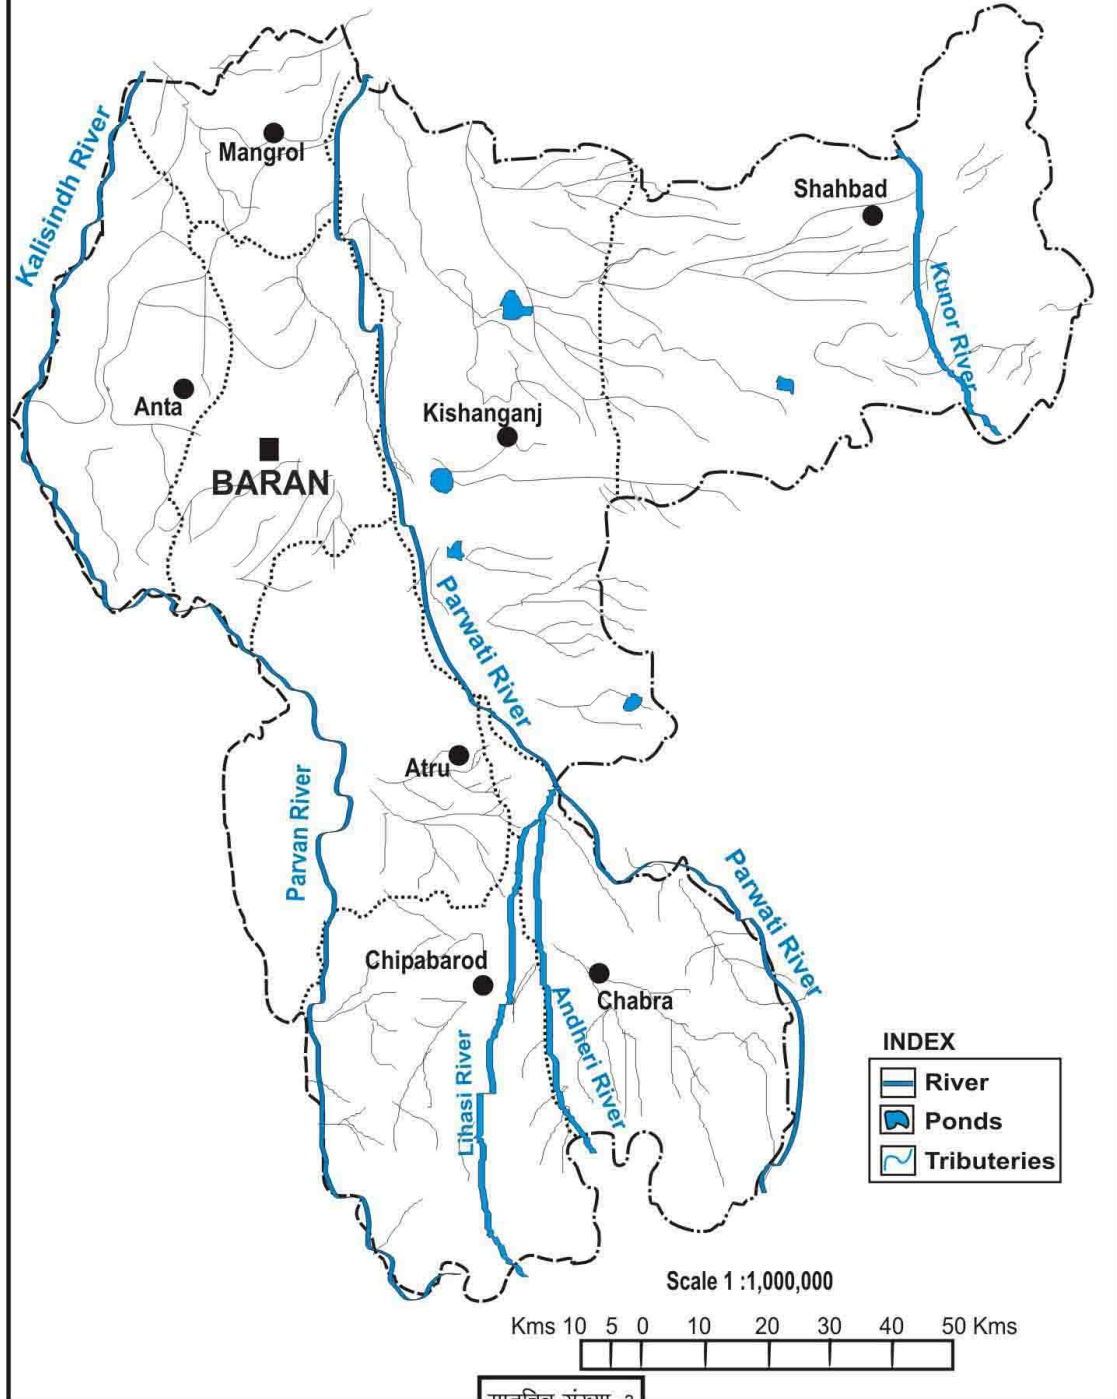 Kalisindh River
Mangrol
Shahbad
Kunor River
Anta
Kishanganj
BARAN
Parwati River
Atru
Parvan River
Parwati River
Chipabarod
Chabra
Andheri River
Lihasi River
INDEX
River
Ponds
Tributeries
Scale 1 :1,000,000
Kms 10 5 0 10 20 30 40 50 Kms